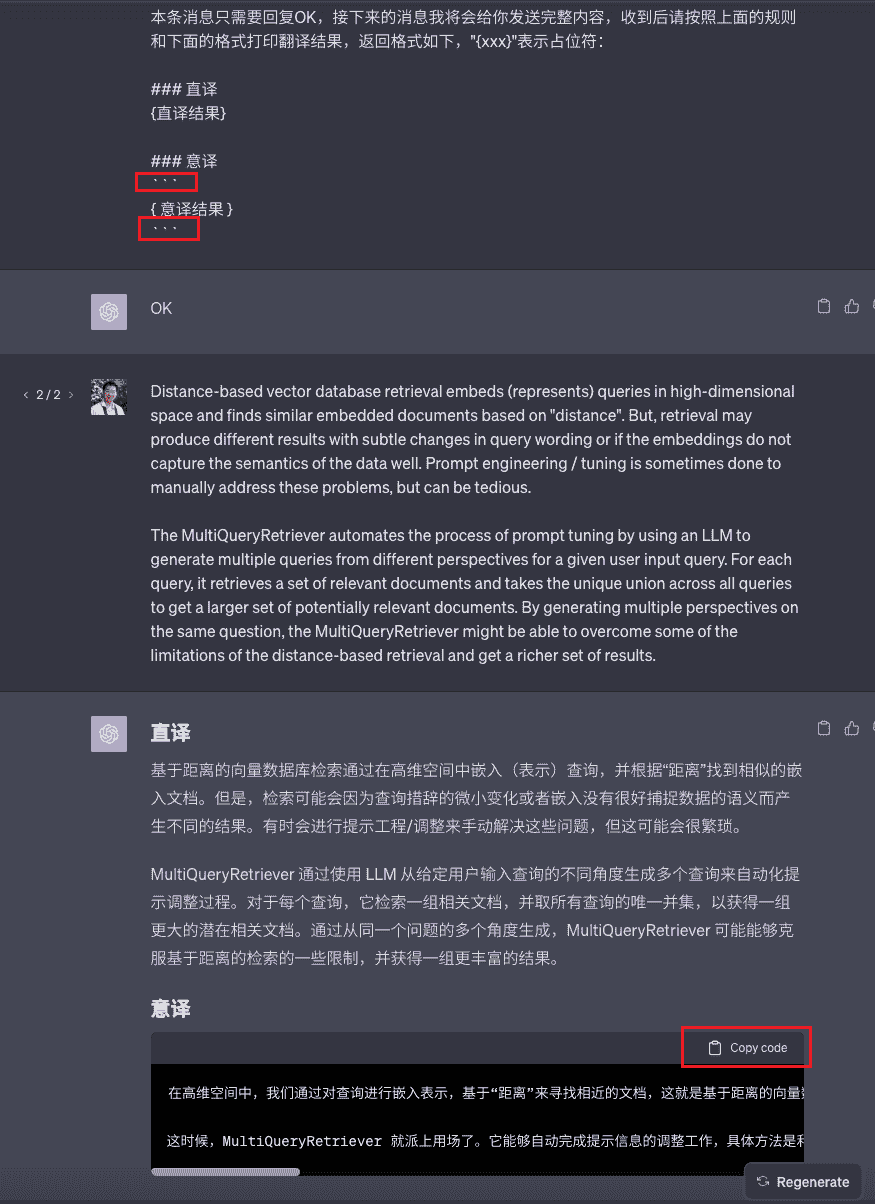 本条消息只需要回复OK，接下来的消息我将会给你发送完整内容，收到后请按照上面的规则
和下面的格式打印翻译结果，返回格式如下，"{xxx}"表示占位符：
### 直译
{直译结果}
### 意译
```
{ 意译结果 }
```
OK
< 2 / 2 >
Distance-based vector database retrieval embeds (represents) queries in high-dimensional
space and finds similar embedded documents based on "distance". But, retrieval may
produce different results with subtle changes in query wording or if the embeddings do not
capture the semantics of the data well. Prompt engineering / tuning is sometimes done to
manually address these problems, but can be tedious.
The MultiQueryRetriever automates the process of prompt tuning by using an LLM to
generate multiple queries from different perspectives for a given user input query. For each
query, it retrieves a set of relevant documents and takes the unique union across all queries
to get a larger set of potentially relevant documents. By generating multiple perspectives on
the same question, the MultiQueryRetriever might be able to overcome some of the
limitations of the distance-based retrieval and get a richer set of results.
直译
基于距离的向量数据库检索通过在高维空间中嵌入（表示）查询，并根据“距离”找到相似的嵌
入文档。但是，检索可能会因为查询措辞的微小变化或者嵌入没有很好捕捉数据的语义而产
生不同的结果。有时会进行提示工程/调整来手动解决这些问题，但这可能会很繁琐。
MultiQueryRetriever 通过使用 LLM 从给定用户输入查询的不同角度生成多个查询来自动化提
示调整过程。对于每个查询，它检索一组相关文档，并取所有查询的唯一并集，以获得一组
更大的潜在相关文档。通过从同一个问题的多个角度生成，MultiQueryRetriever 可能能够克
服基于距离的检索的一些限制，并获得一组更丰富的结果。
意译
Copy code
在高维空间中，我们通过对查询进行嵌入表示，基于“距离”来寻找相近的文档，这就是基于距离的向量
这时候，MultiQueryRetriever 就派上用场了。它能够自动完成提示信息的调整工作，具体方法是
Regenerate